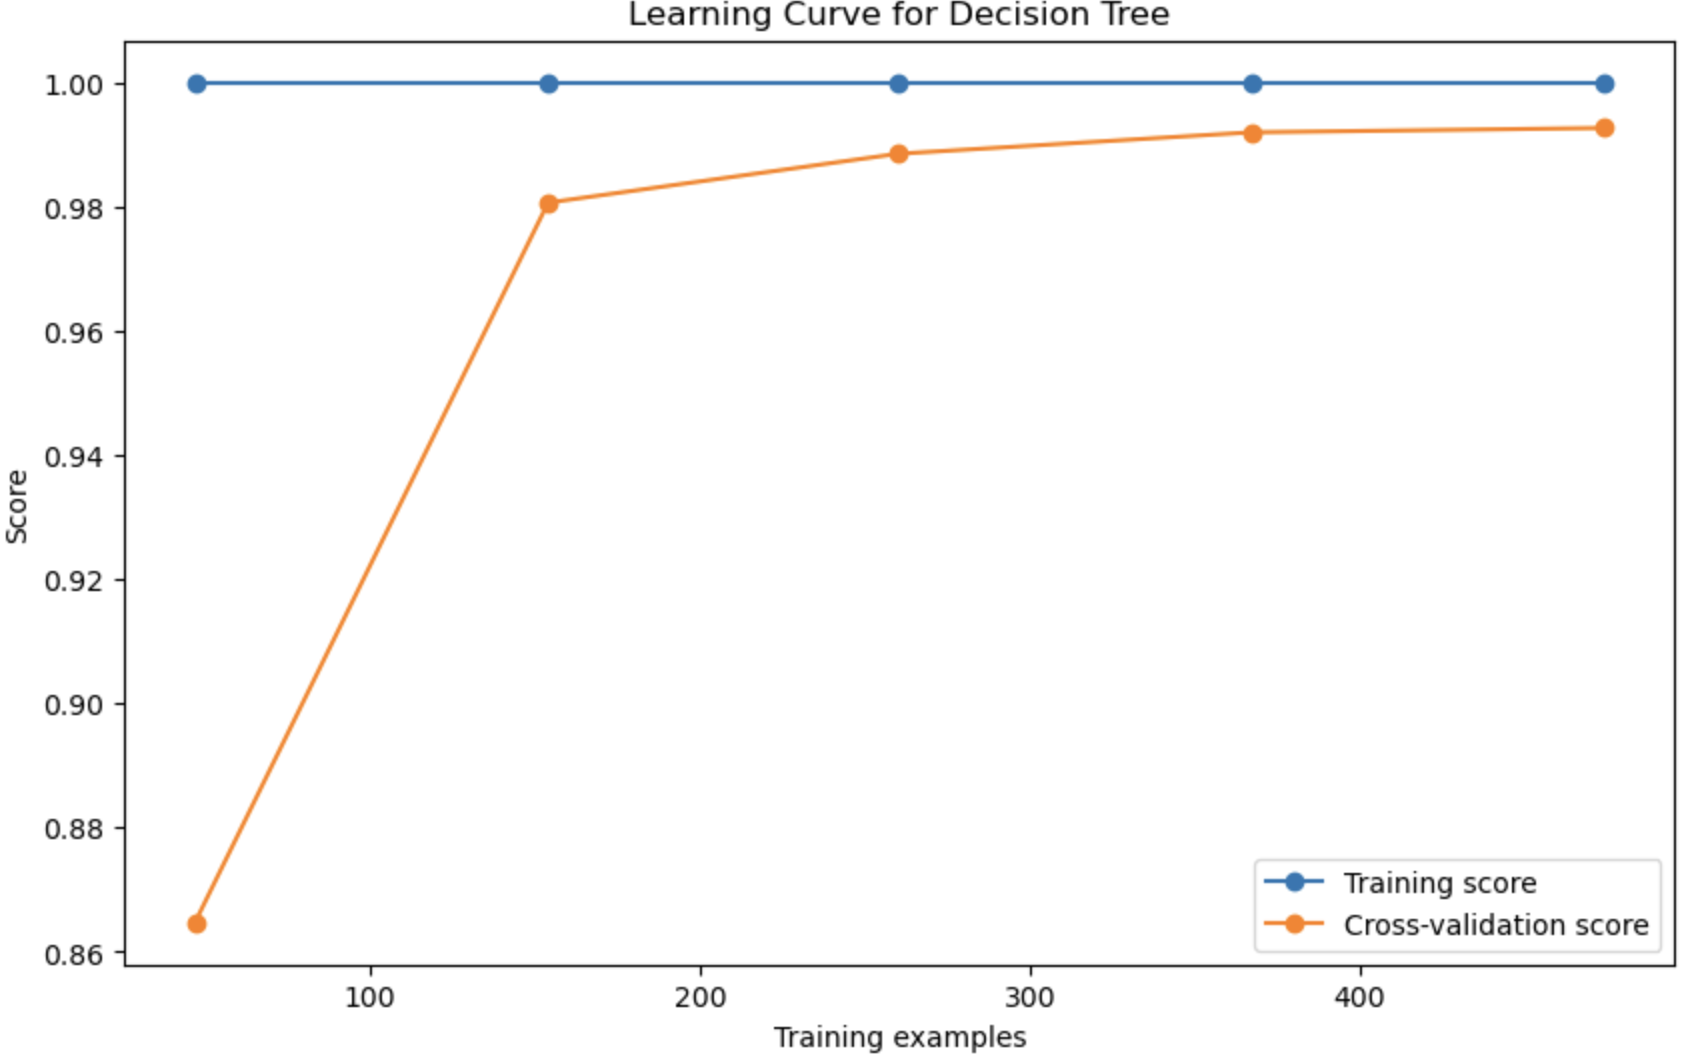 Learning Curve for Decision Tree
1.00
0.98
0.96
0.94
0.92
0.90
0.88
0.86
Score
100 200 300 400
Training examples
Training score
Cross-validation score